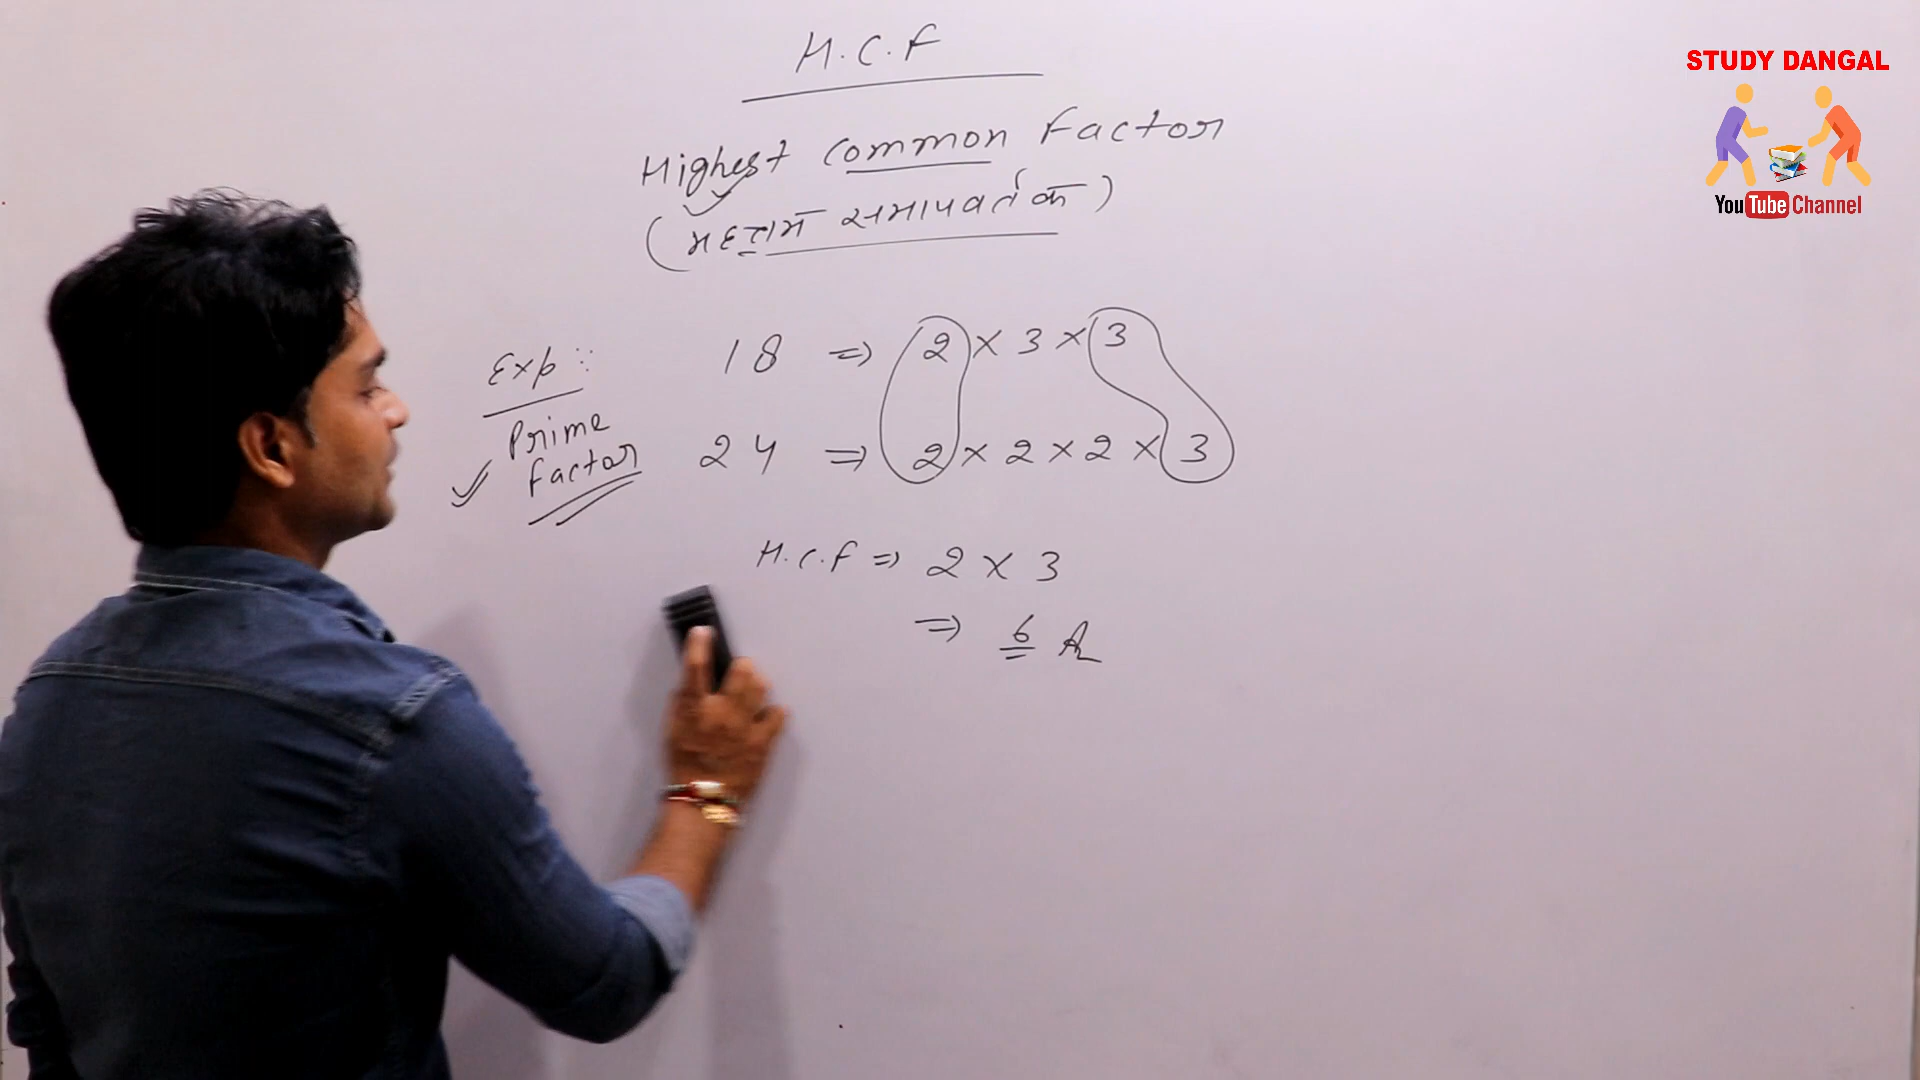 H.C.F
Highest Common Factor
(महत्तम समापवर्तक)
Exp :
18 => 2 × 3 × 3
Prime
Factor
24 => 2 × 2 × 2 × 3
H.C.F => 2 × 3
=> 6 A
STUDY DANGAL
YouTube Channel